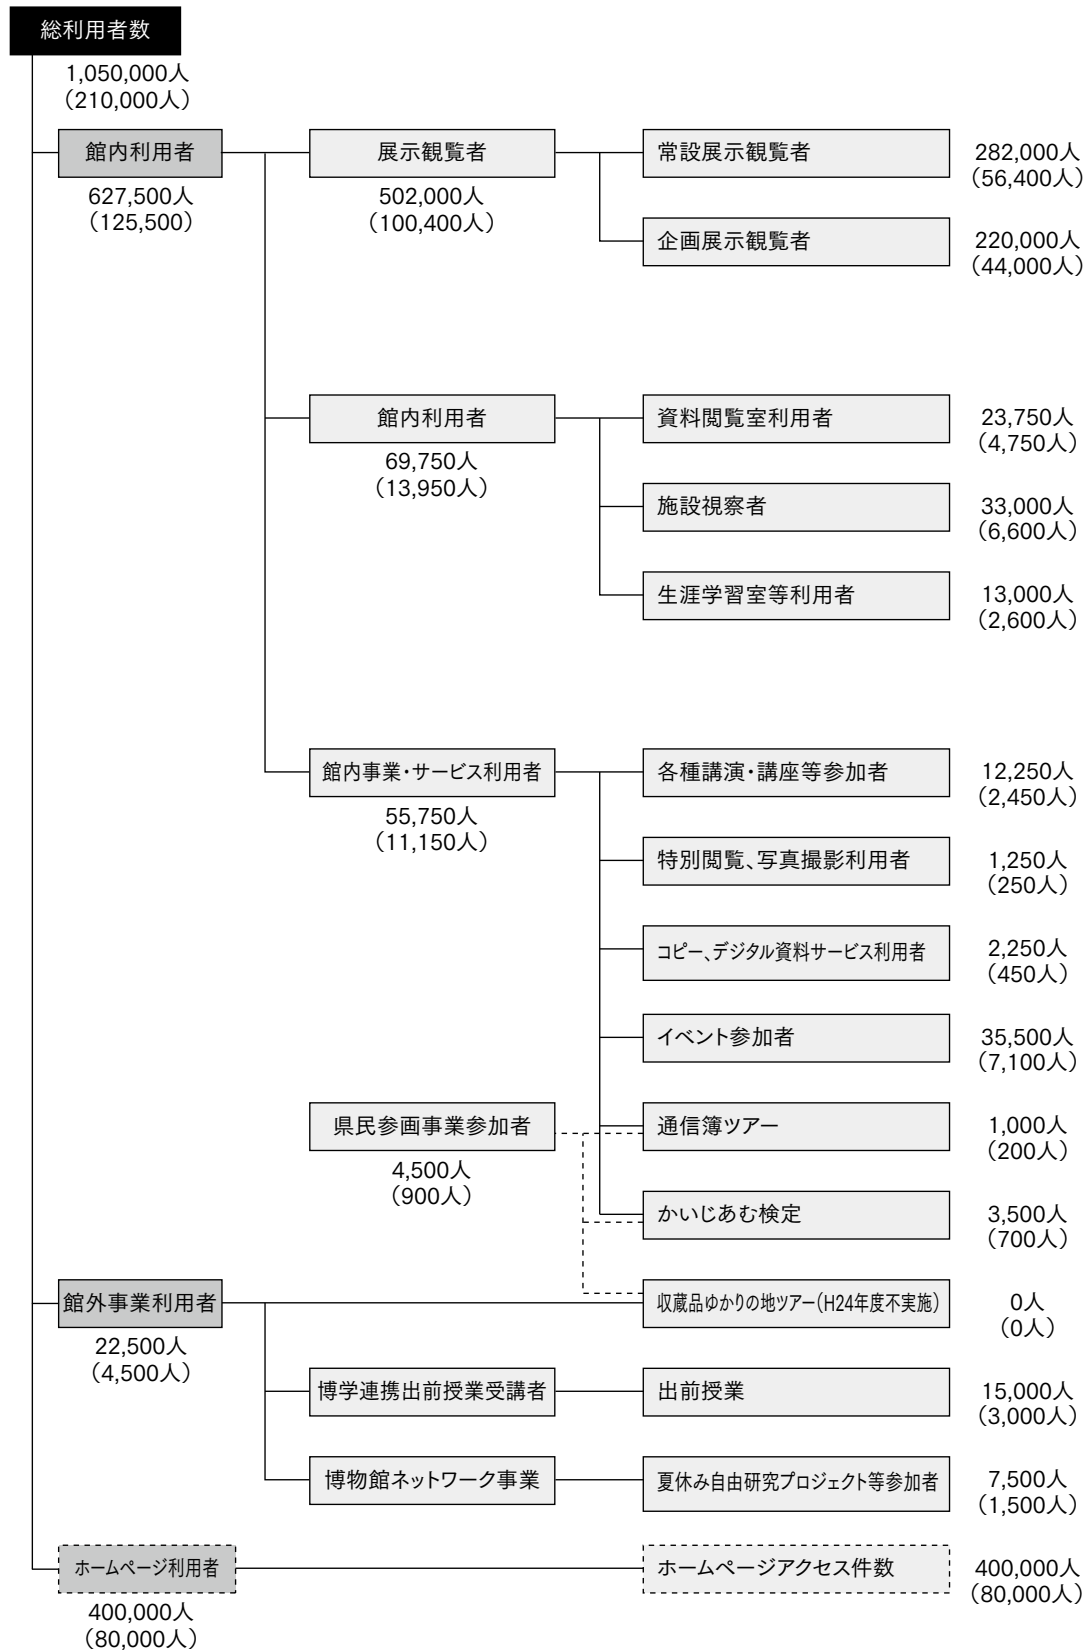 総利用者数
1,050,000人
（210,000人）
館内利用者
627,500人
（125,500）
展示観覧者
502,000人
（100,400人）
常設展示観覧者
282,000人
（56,400人）
企画展示観覧者
220,000人
（44,000人）
館内利用者
69,750人
（13,950人）
資料閲覧室利用者
23,750人
（4,750人）
施設視察者
33,000人
（6,600人）
生涯学習室等利用者
13,000人
（2,600人）
館内事業・サービス利用者
55,750人
（11,150人）
各種講演・講座等参加者
12,250人
（2,450人）
特別閲覧、写真撮影利用者
1,250人
（250人）
コピー、デジタル資料サービス利用者
2,250人
（450人）
イベント参加者
35,500人
（7,100人）
県民参画事業参加者
4,500人
（900人）
通信簿ツアー
1,000人
（200人）
かいじあむ検定
3,500人
（700人）
館外事業利用者
22,500人
（4,500人）
収蔵品ゆかりの地ツアー（H24年度不実施）
0人
（0人）
博学連携出前授業受講者
出前授業
15,000人
（3,000人）
博物館ネットワーク事業
夏休み自由研究プロジェクト等参加者
7,500人
（1,500人）
ホームページ利用者
400,000人
（80,000人）
ホームページアクセス件数
400,000人
（80,000人）